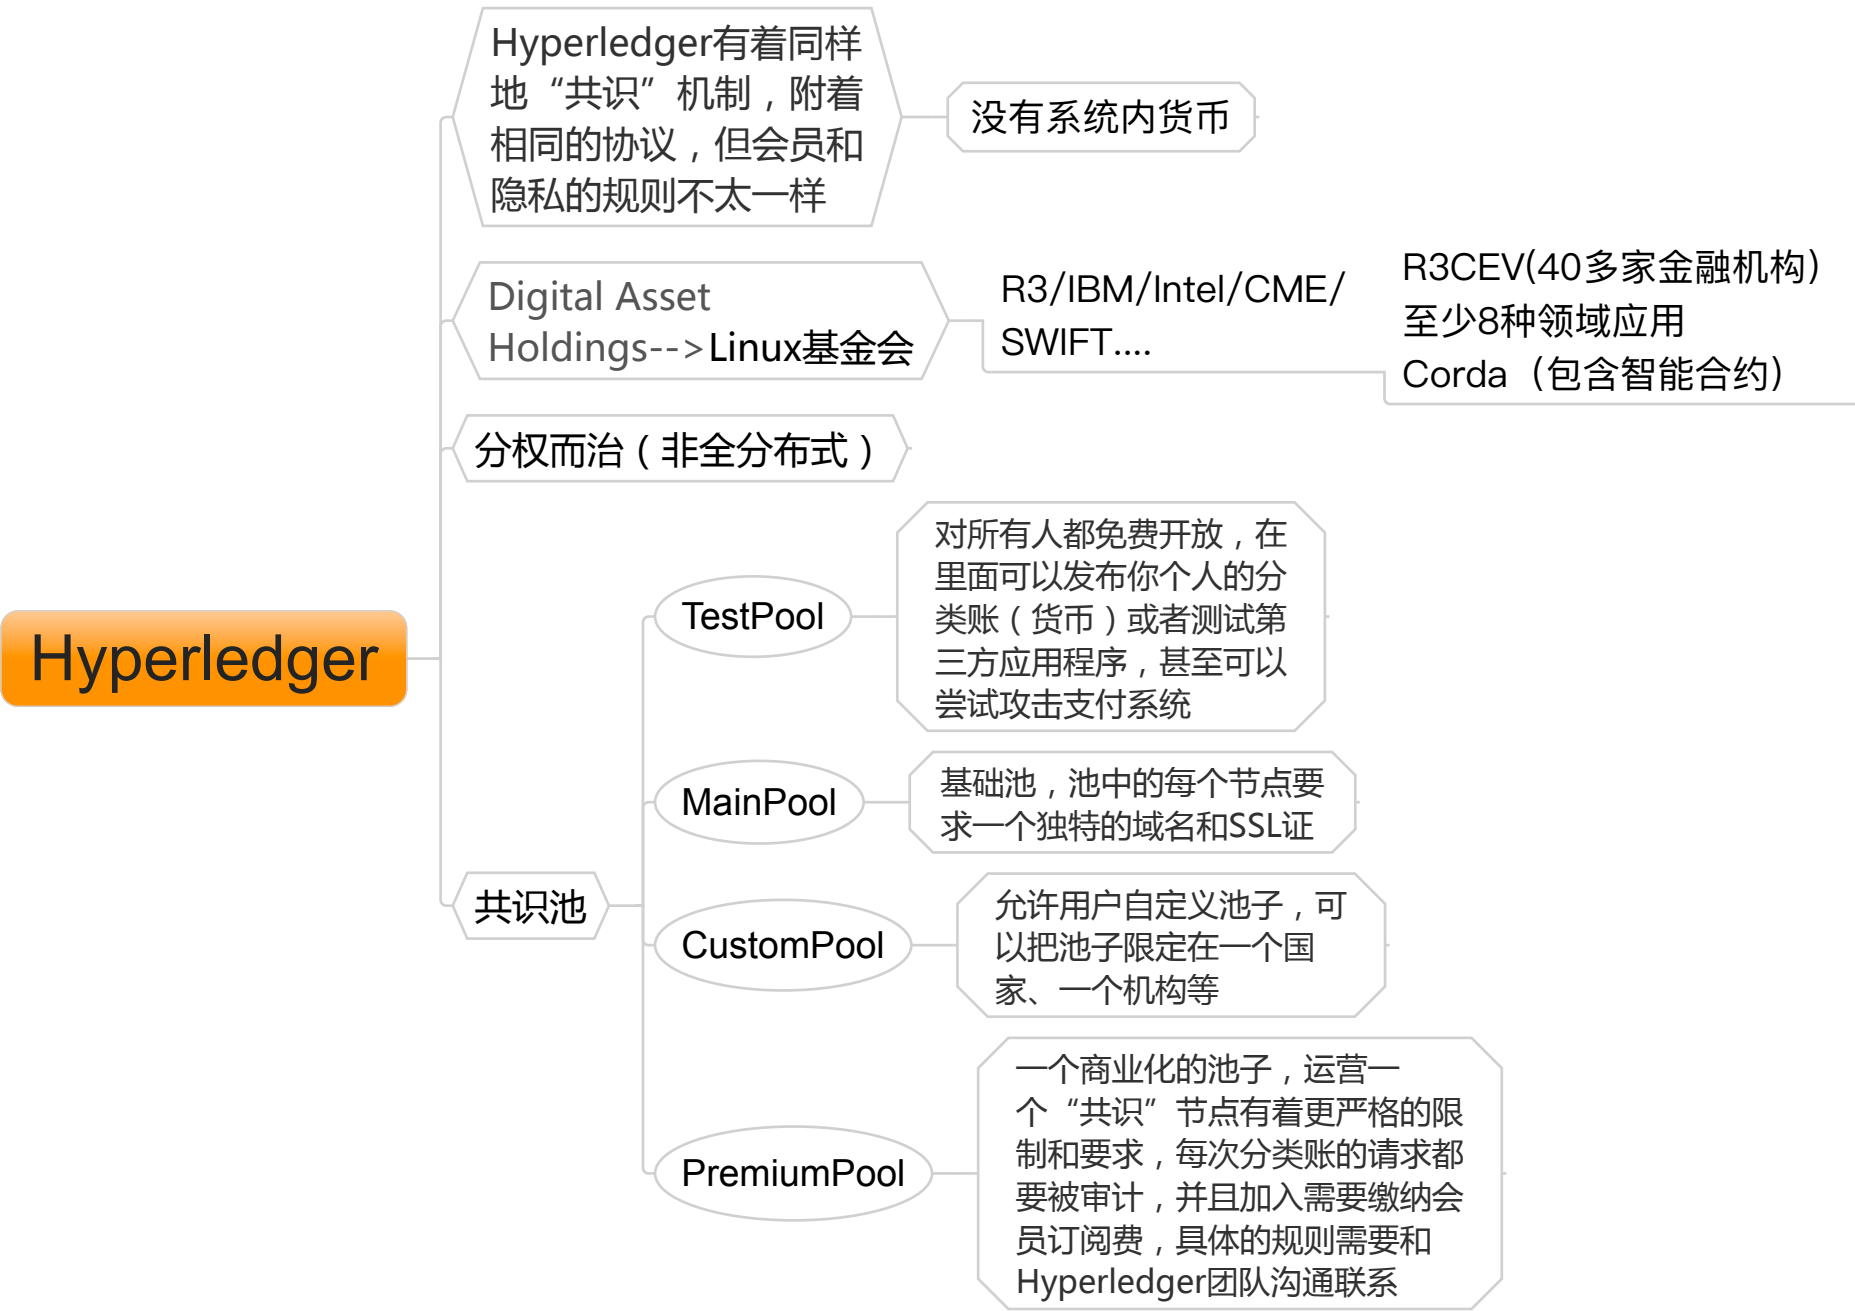 Hyperledger有着同样
地“共识”机制，附着
相同的协议，但会员和
隐私的规则不太一样
没有系统内货币
Digital Asset
Holdings-->Linux基金会
R3/IBM/Intel/CME/
SWIFT....
R3CEV(40多家金融机构)
至少8种领域应用
Corda（包含智能合约）
分权而治（非全分布式）
Hyperledger
共识池
TestPool
对所有人都免费开放，在
里面可以发布你个人的分
类账（货币）或者测试第
三方应用程序，甚至可以
尝试攻击支付系统
MainPool
基础池，池中的每个节点要
求一个独特的域名和SSL证
CustomPool
允许用户自定义池子，可
以把池子限定在一个国
家、一个机构等
PremiumPool
一个商业化的池子，运营一
个“共识”节点有着更严格的限
制和要求，每次分类账的请求都
要被审计，并且加入需要缴纳会
员订阅费，具体的规则需要和
Hyperledger团队沟通联系